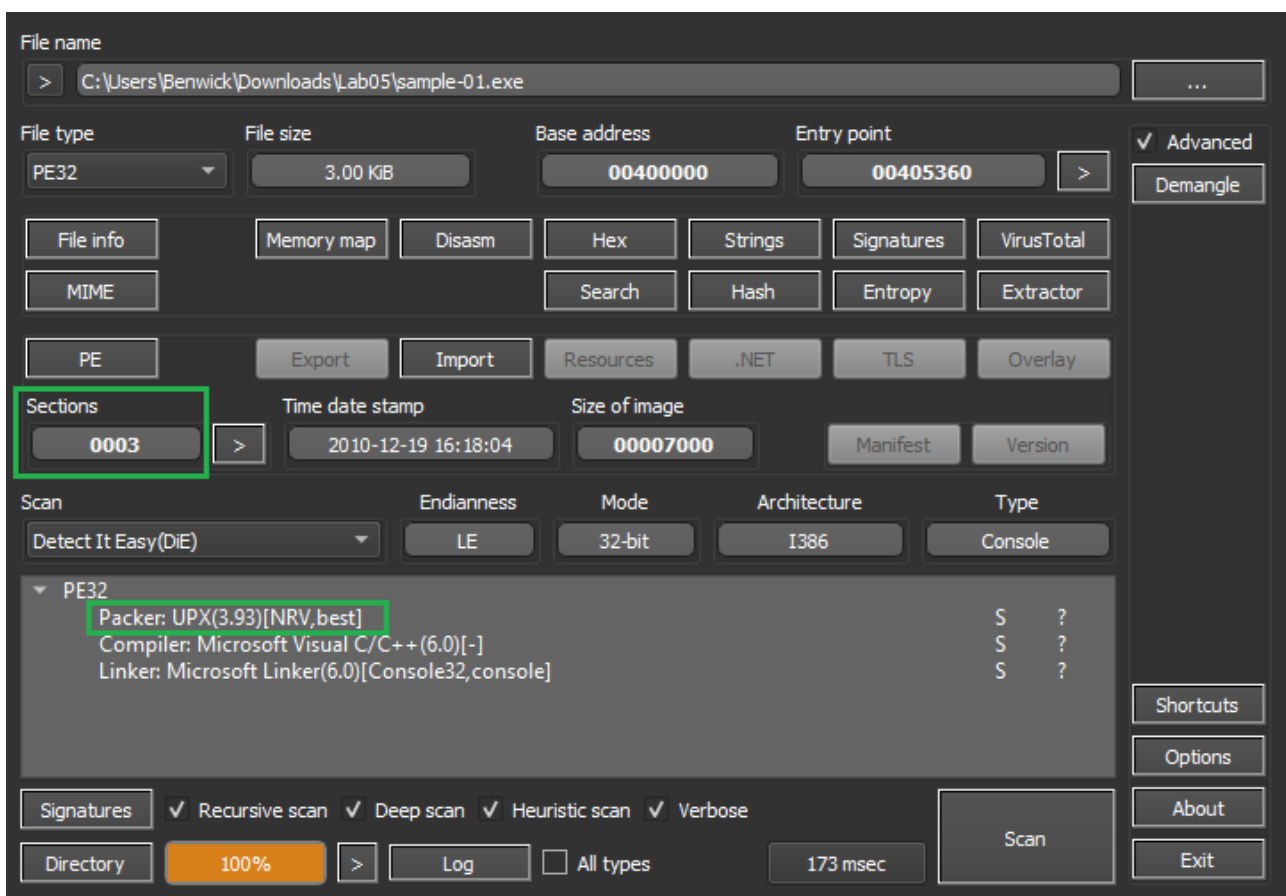 File name
> C:\Users\Benwick\Downloads\Lab05\sample-01.exe ...
File type File size Base address Entry point Advanced
PE32 3.00 KiB 00400000 00405360 > Demangle
File info Memory map Disasm Hex Strings Signatures VirusTotal
MIME Search Hash Entropy Extractor
PE Export Import Resources .NET TLS Overlay
Sections Time date stamp Size of image
0003 > 2010-12-19 16:18:04 00007000 Manifest Version
Scan Endianness Mode Architecture Type
Detect It Easy(DiE) LE 32-bit I386 Console
PE32
Packer: UPX(3.93)[NRV,best] S ?
Compiler: Microsoft Visual C/C++(6.0)[-] S ?
Linker: Microsoft Linker(6.0)[Console32,console] S ?
Shortcuts
Options
Signatures Recursive scan Deep scan Heuristic scan Verbose Scan About
Directory 100% > Log All types 173 msec Exit